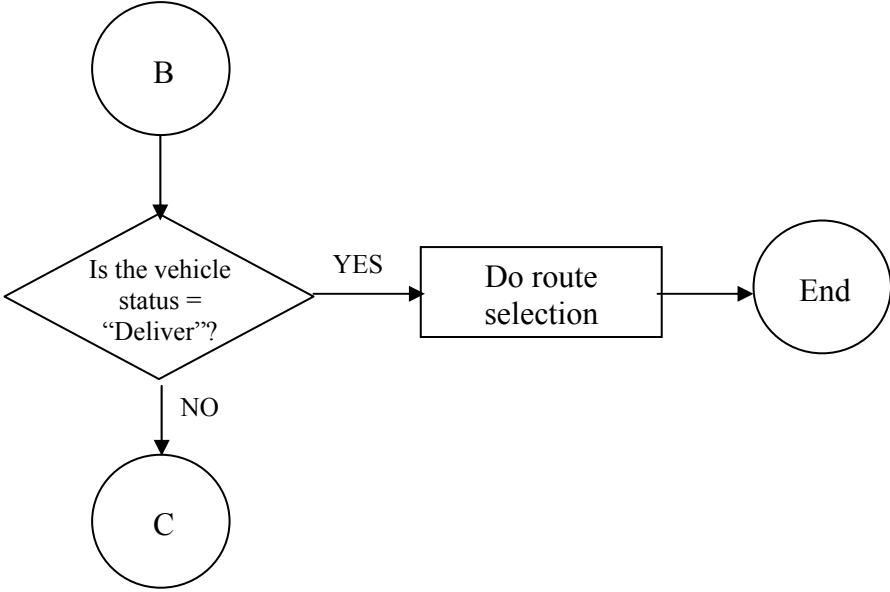 B
Is the vehicle
status =
“Deliver”?
YES
Do route
selection
End
NO
C